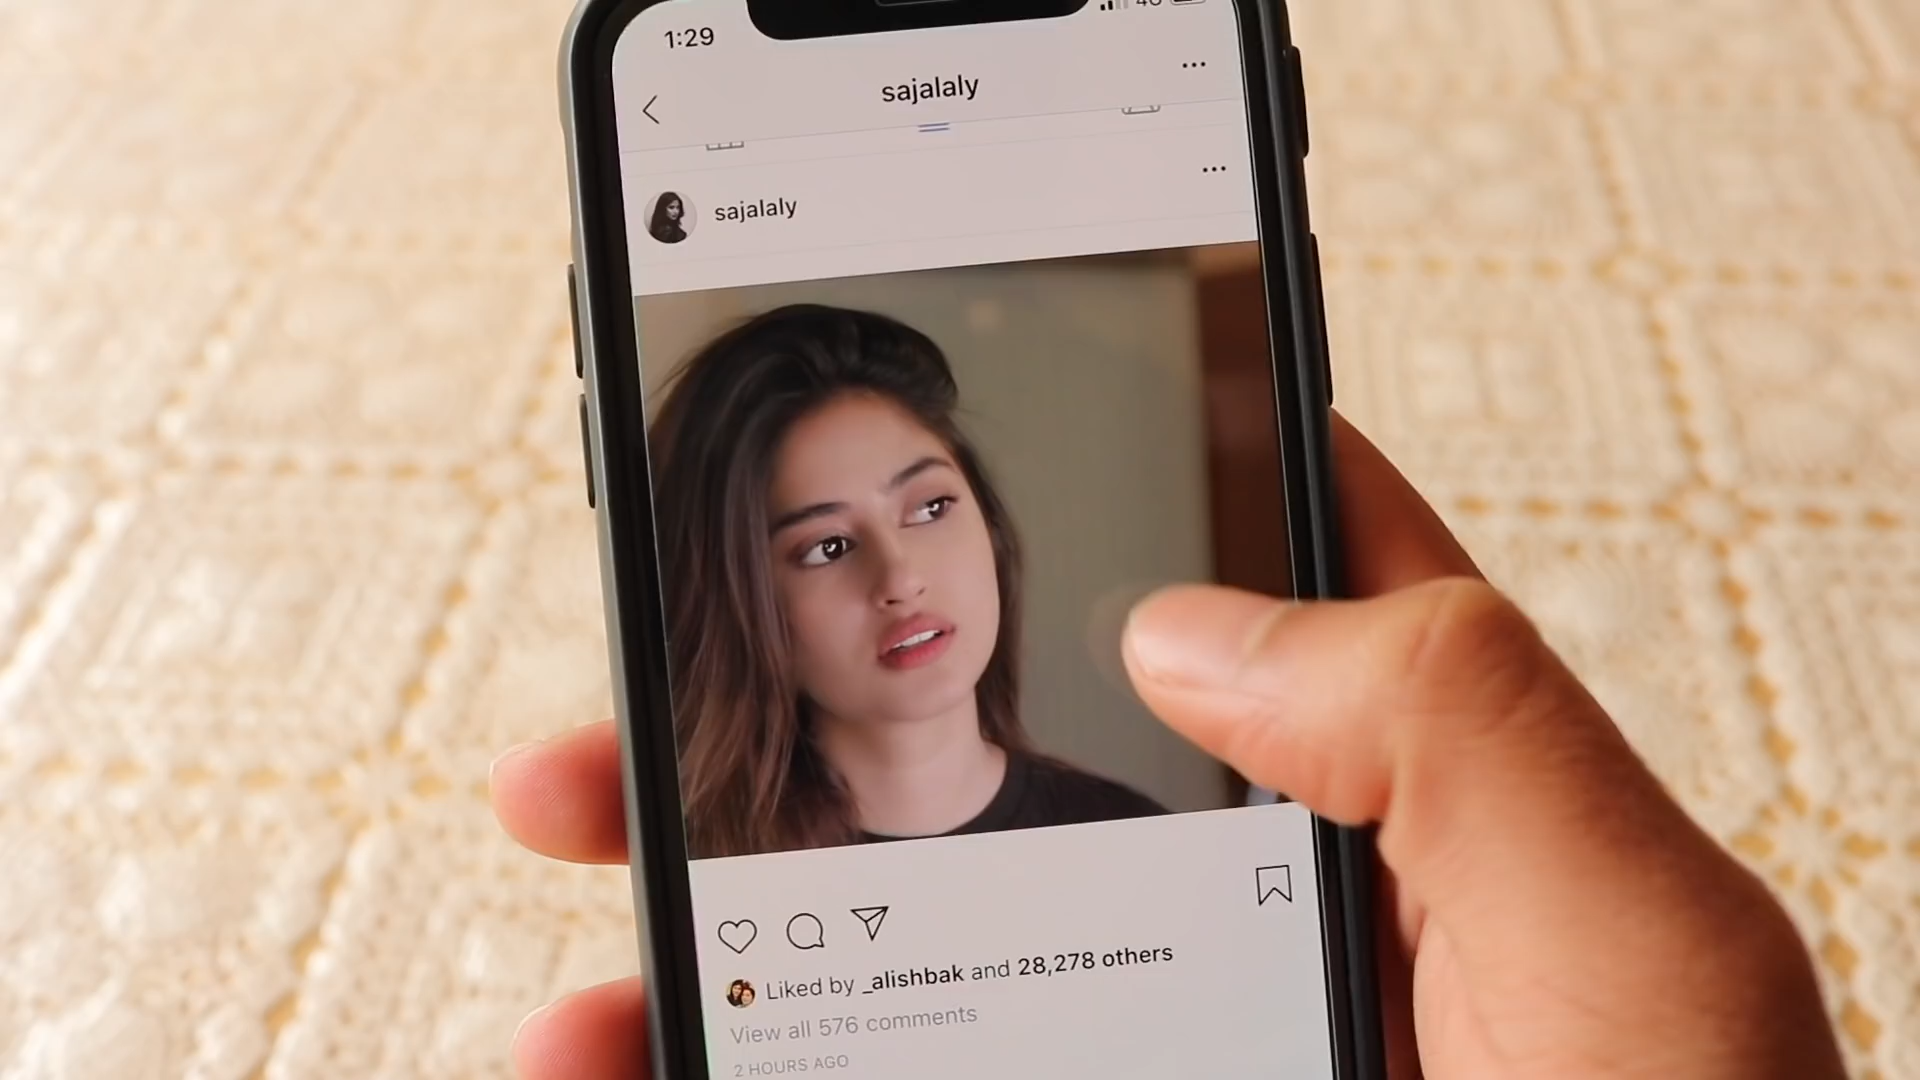 1:29
sajalaly
sajalaly
Liked by _alishbak and 28,278 others
View all 576 comments
2 HOURS AGO